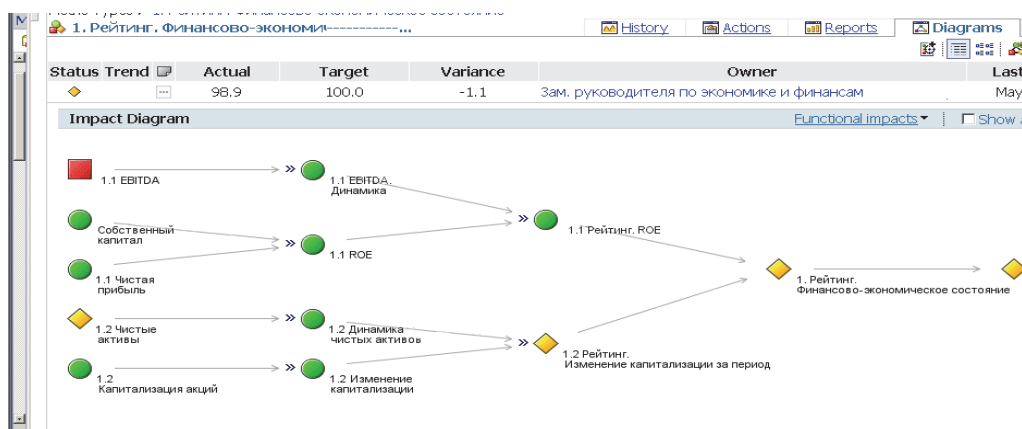 1. Рейтинг. Финансово-экономи-----------...
History Actions Reports Diagrams
Status Trend Actual Target Variance Owner Last
98.9 100.0 -1.1 Зам. руководителя по экономике и финансам May
Impact Diagram Functional impacts Show
1.1 EBITDA
1.1 EBITDA.
Динамика
Собственный
капитал
1.1 ROE
1.1 Рейтинг. ROE
1.1 Чистая
прибыль
1. Рейтинг.
Финансово-экономическое состояние
1.2 Чистые
активы
1.2 Динамика
чистых активов
1.2 Рейтинг.
Изменение капитализации за период
1.2
Капитализация акций
1.2 Изменение
капитализации